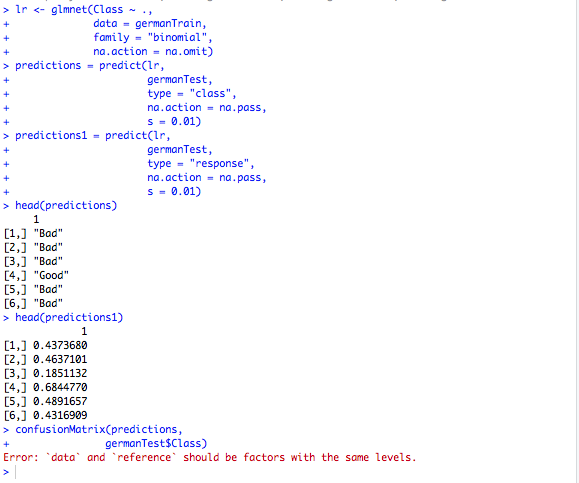 > lr <- glmnet(Class ~ .,
+ data = germanTrain,
+ family = "binomial",
+ na.action = na.omit)
> predictions = predict(lr,
+ germanTest,
+ type = "class",
+ na.action = na.pass,
+ s = 0.01)
> predictions1 = predict(lr,
+ germanTest,
+ type = "response",
+ na.action = na.pass,
+ s = 0.01)
> head(predictions)
1
[1,] "Bad"
[2,] "Bad"
[3,] "Bad"
[4,] "Good"
[5,] "Bad"
[6,] "Bad"
> head(predictions1)
1
[1,] 0.4373680
[2,] 0.4637101
[3,] 0.1851132
[4,] 0.6844770
[5,] 0.4891657
[6,] 0.4316909
> confusionMatrix(predictions,
+ germanTest$Class)
Error: `data` and `reference` should be factors with the same levels.
>